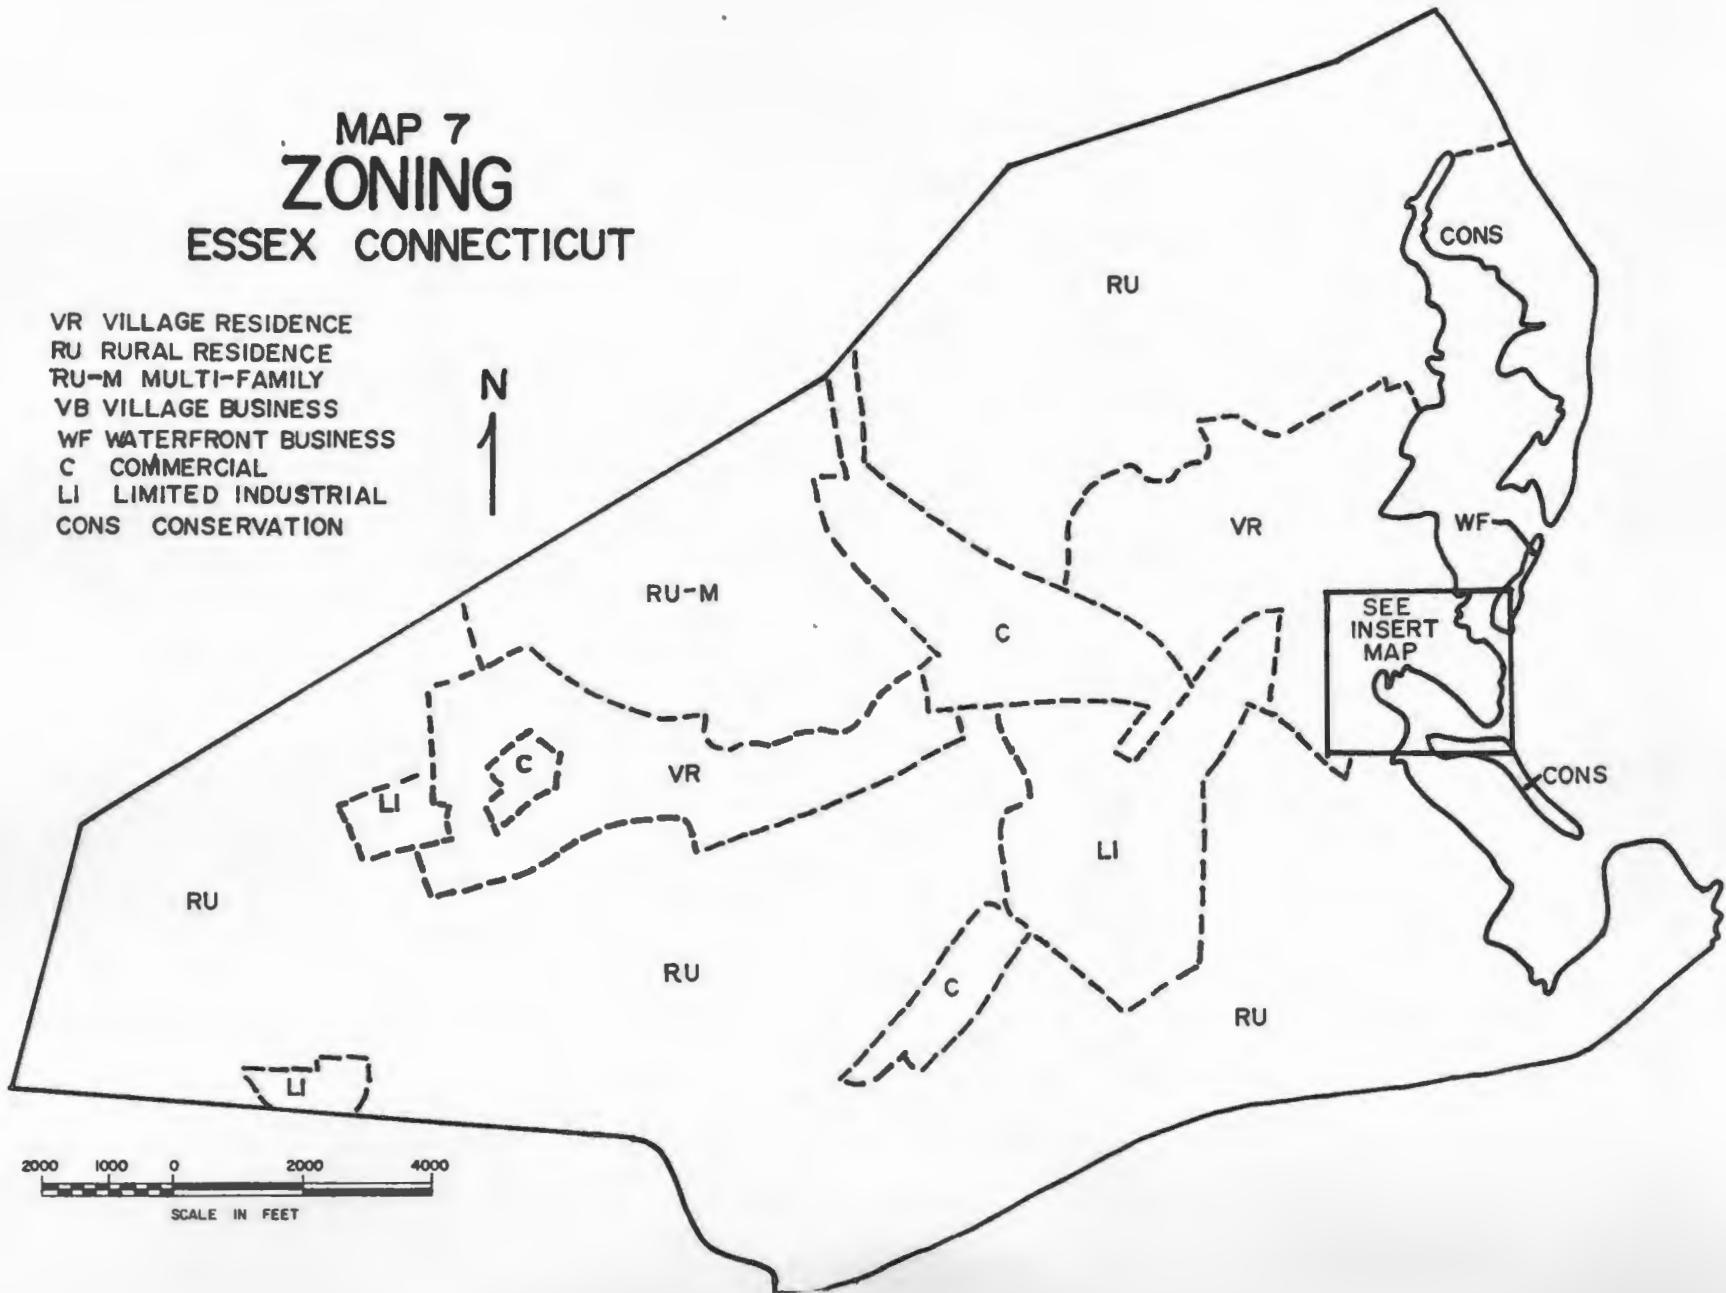 MAP 7
ZONING
ESSEX CONNECTICUT
VR VILLAGE RESIDENCE
RU RURAL RESIDENCE
RU-M MULTI-FAMILY
VB VILLAGE BUSINESS
WF WATERFRONT BUSINESS
C COMMERCIAL
LI LIMITED INDUSTRIAL
CONS CONSERVATION
N
CONS
RU
VR
WF
RU-M
C
SEE
INSERT
MAP
C
VR
CONS
LI
LI
RU
RU
C
RU
LI
2000 1000 0 2000 4000
SCALE IN FEET